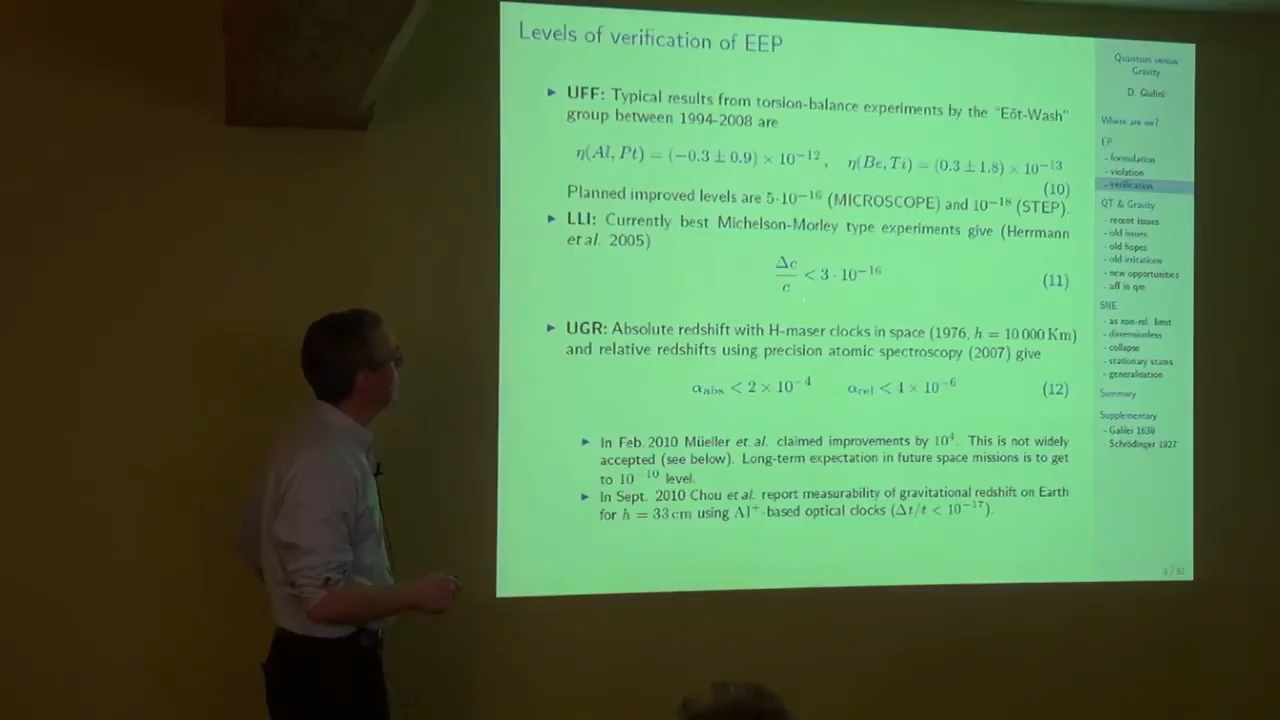 Levels of verification of EEP
▶ UFF: Typical results from torsion-balance experiments by the "Eöt-Wash"
group between 1994-2008 are
η(Al, Pt) = (−0.3 ± 0.9) × 10⁻¹², η(Be, Ti) = (0.3 ± 1.8) × 10⁻¹³
(10)
Planned improved levels are 5·10⁻¹⁶ (MICROSCOPE) and 10⁻¹⁸ (STEP).
▶ LLI: Currently best Michelson-Morley type experiments give (Herrmann
et al. 2005)
Δc/c < 3 · 10⁻¹⁶ (11)
▶ UGR: Absolute redshift with H-maser clocks in space (1976, h = 10 000 Km)
and relative redshifts using precision atomic spectroscopy (2007) give
α_abs < 2 × 10⁻⁴ α_rel < 4 × 10⁻⁶ (12)
▶ In Feb. 2010 Müeller et. al. claimed improvements by 10⁴. This is not widely
accepted (see below). Long-term expectation in future space missions is to get
to 10⁻¹⁰ level.
▶ In Sept. 2010 Chou et al. report measurability of gravitational redshift on Earth
for h = 33 cm using Al⁺-based optical clocks (Δt/t < 10⁻¹⁷).
Quantum versus
Gravity
D. Giulini
Where are we?
EP
- formulation
- violation
- verification
QT & Gravity
- recent issues
- old issues
- old hopes
- old irritations
- new opportunities
- uff in qm
SNE
- as non-rel. limit
- dimensionless
- collapse
- stationary states
- generalisation
Summary
Supplementary
- Galilei 1638
Schrödinger 1927